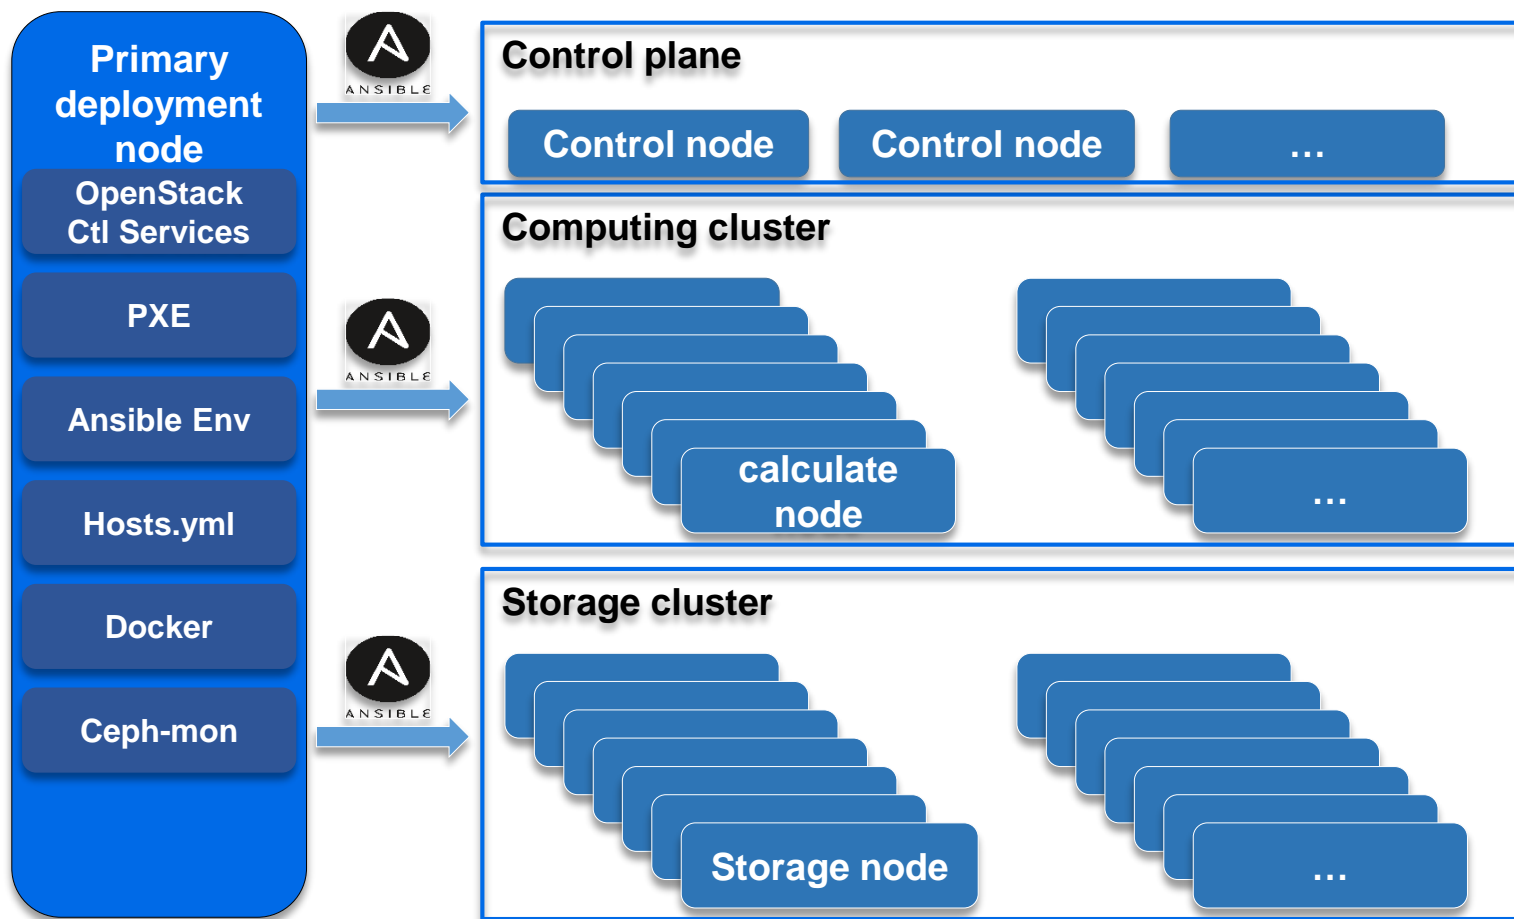 Primary
deployment
node
OpenStack
Ctl Services
PXE
Ansible Env
Hosts.yml
Docker
Ceph-mon
ANSIBLE
ANSIBLE
ANSIBLE
Control plane
Control node
Control node
...
Computing cluster
calculate
node
...
Storage cluster
Storage node
...